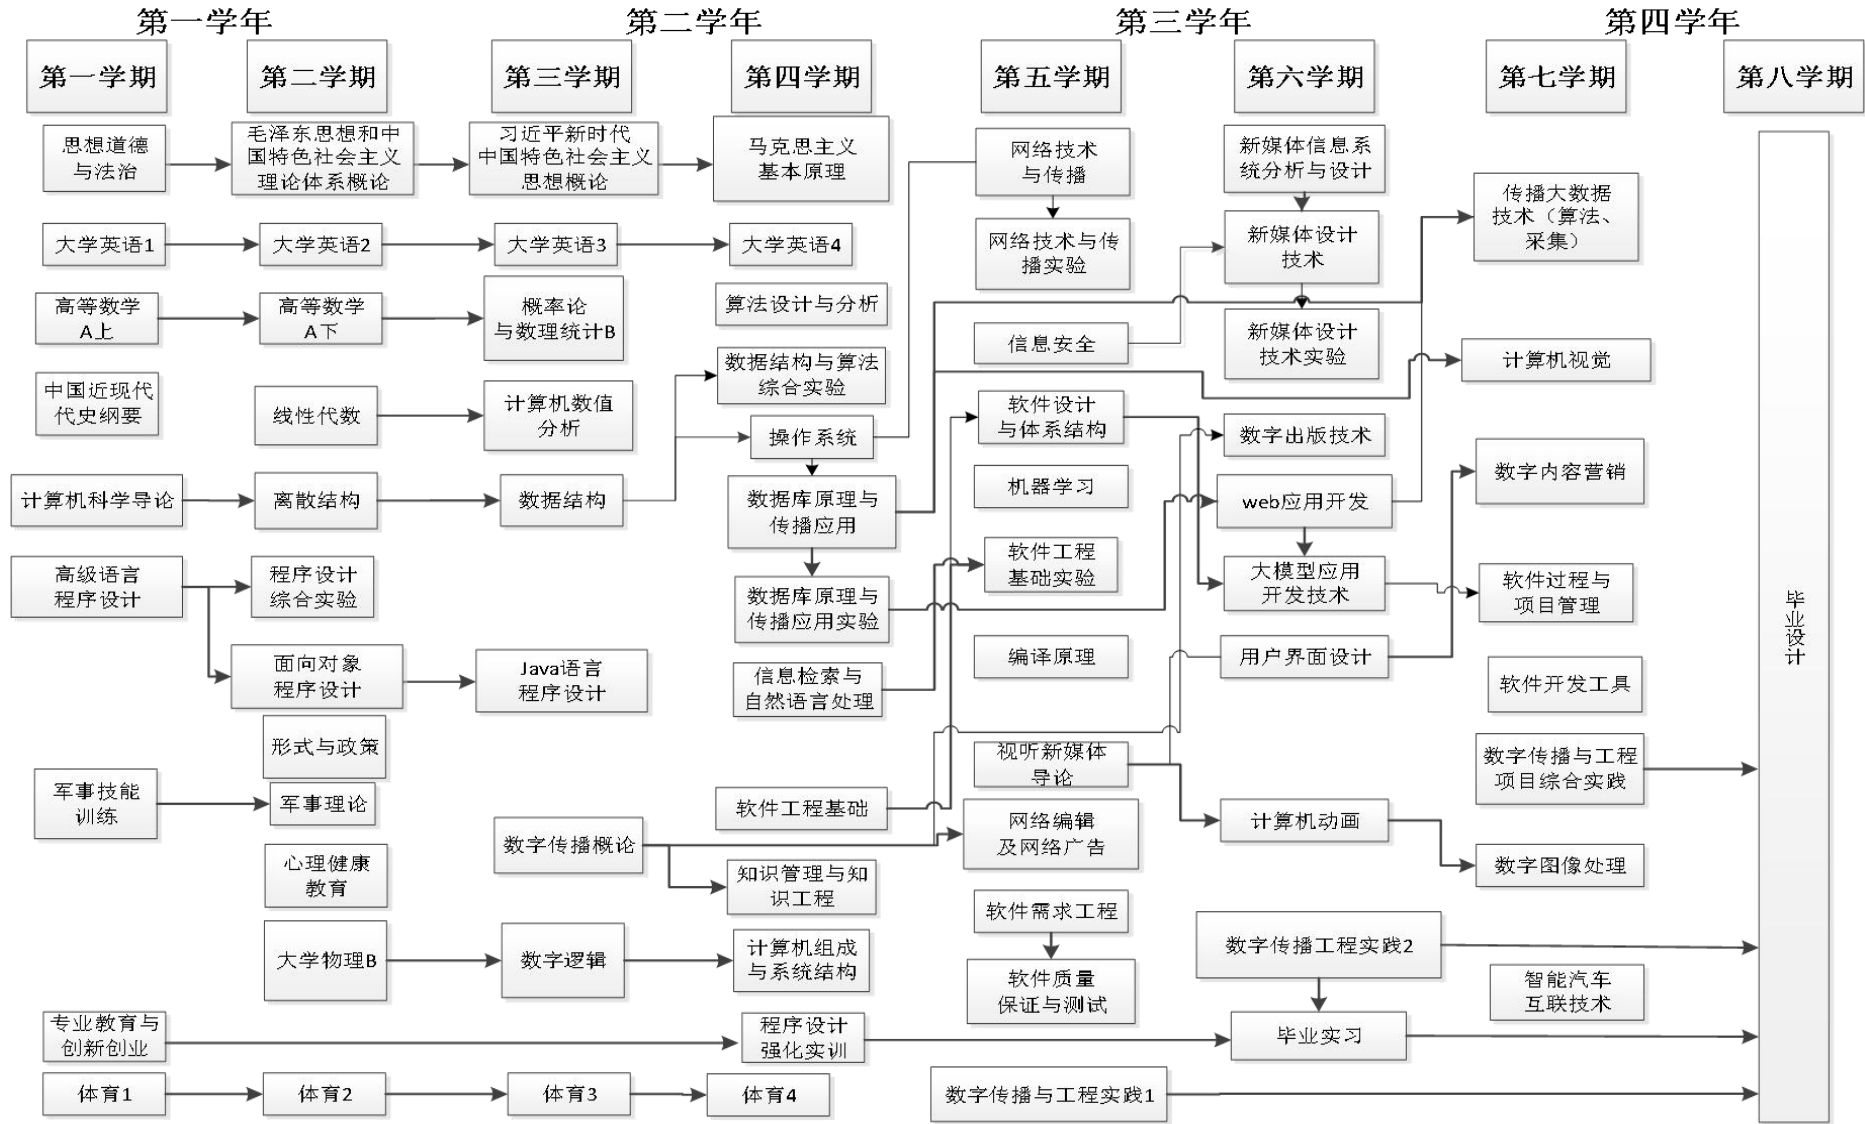 第一学年
第二学年
第三学年
第四学年
第一学期
第二学期
第三学期
第四学期
第五学期
第六学期
第七学期
第八学期
思想道德
与法治
毛泽东思想和中
国特色社会主义
理论体系概论
习近平新时代
中国特色社会主义
思想概论
马克思主义
基本原理
网络技术
与传播
新媒体信息系
统分析与设计
传播大数据
技术（算法、
采集）
大学英语1
大学英语2
大学英语3
大学英语4
网络技术与传
播实验
新媒体设计
技术
高等数学
A上
高等数学
A下
概率论
与数理统计B
算法设计与分析
信息安全
新媒体设计
技术实验
计算机视觉
中国近现代
代史纲要
线性代数
计算机数值
分析
数据结构与算法
综合实验
操作系统
软件设计
与体系结构
数字出版技术
数字内容营销
计算机科学导论
离散结构
数据结构
数据库原理与
传播应用
机器学习
web应用开发
高级语言
程序设计
程序设计
综合实验
数据库原理与
传播应用实验
软件工程
基础实验
大模型应用
开发技术
软件过程与
项目管理
面向对象
程序设计
Java语言
程序设计
信息检索与
自然语言处理
编译原理
用户界面设计
软件开发工具
毕业设计
形式与政策
视听新媒体
导论
数字传播与工程
项目综合实践
军事技能
训练
军事理论
软件工程基础
网络编辑
及网络广告
计算机动画
数字图像处理
心理健康
教育
数字传播概论
知识管理与知
识工程
软件需求工程
大学物理B
数字逻辑
计算机组成
与系统结构
软件质量
保证与测试
数字传播工程实践2
智能汽车
互联技术
专业教育与
创新创业
程序设计
强化实训
毕业实习
体育1
体育2
体育3
体育4
数字传播与工程实践1